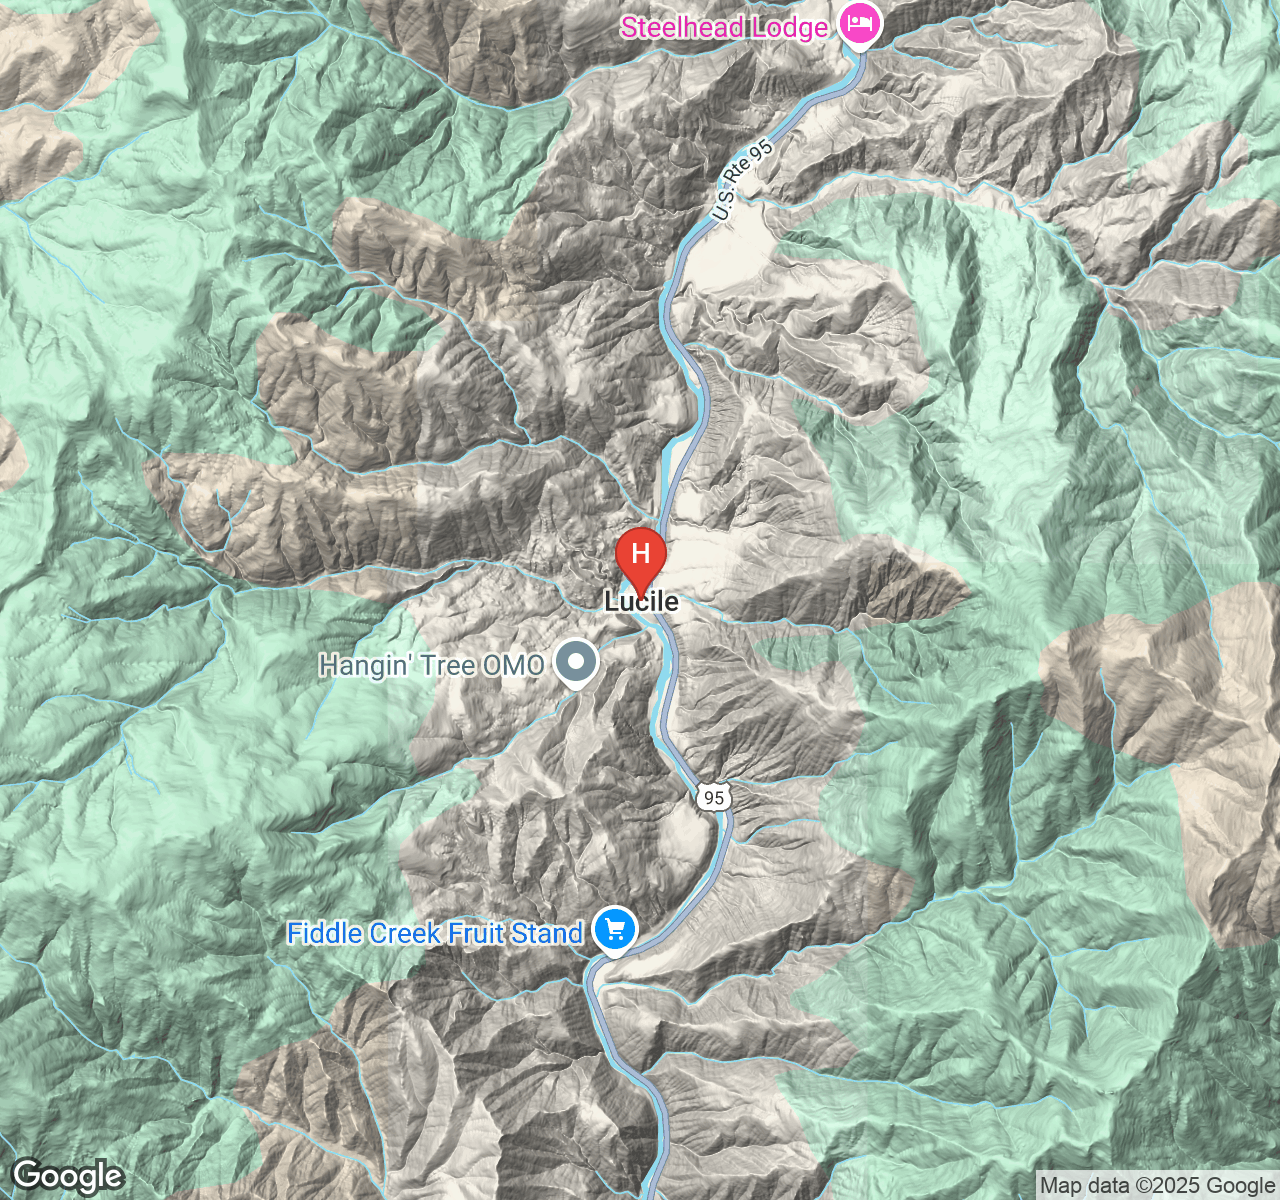 Steelhead Lodge
U.S. Rte 95
H
Lucile
Hangin' Tree OMO
95
Fiddle Creek Fruit Stand
Google
Map data ©2025 Google